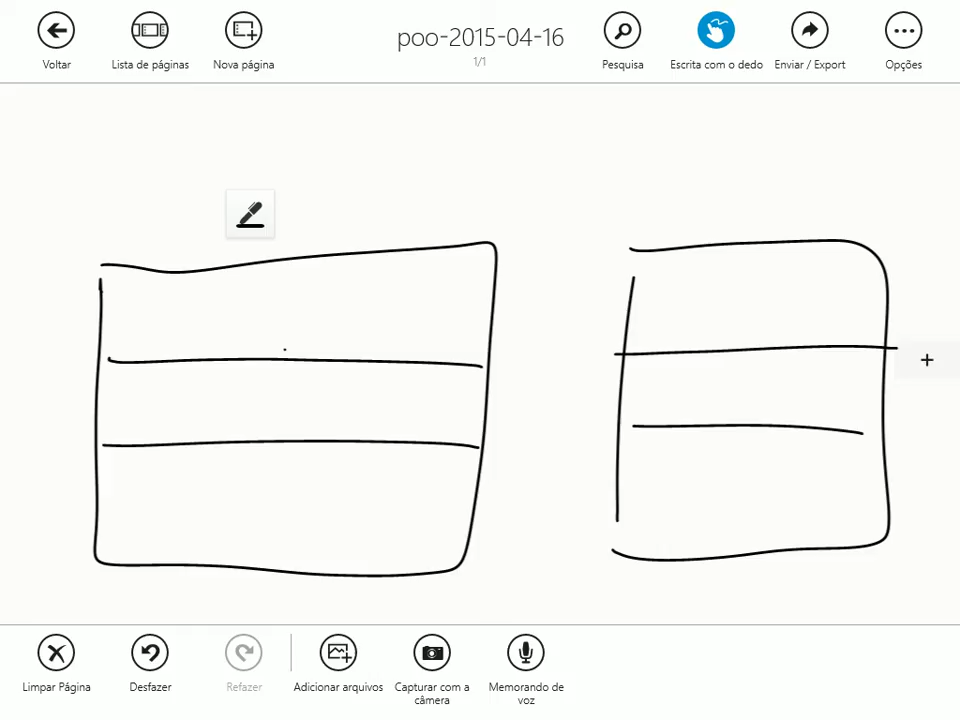 poo-2015-04-16
1/1
Voltar
Lista de páginas
Nova página
Pesquisa
Escrita com o dedo
Enviar / Export
Opções
Limpar Página
Desfazer
Refazer
Adicionar arquivos
Capturar com a
câmera
Memorando de
voz